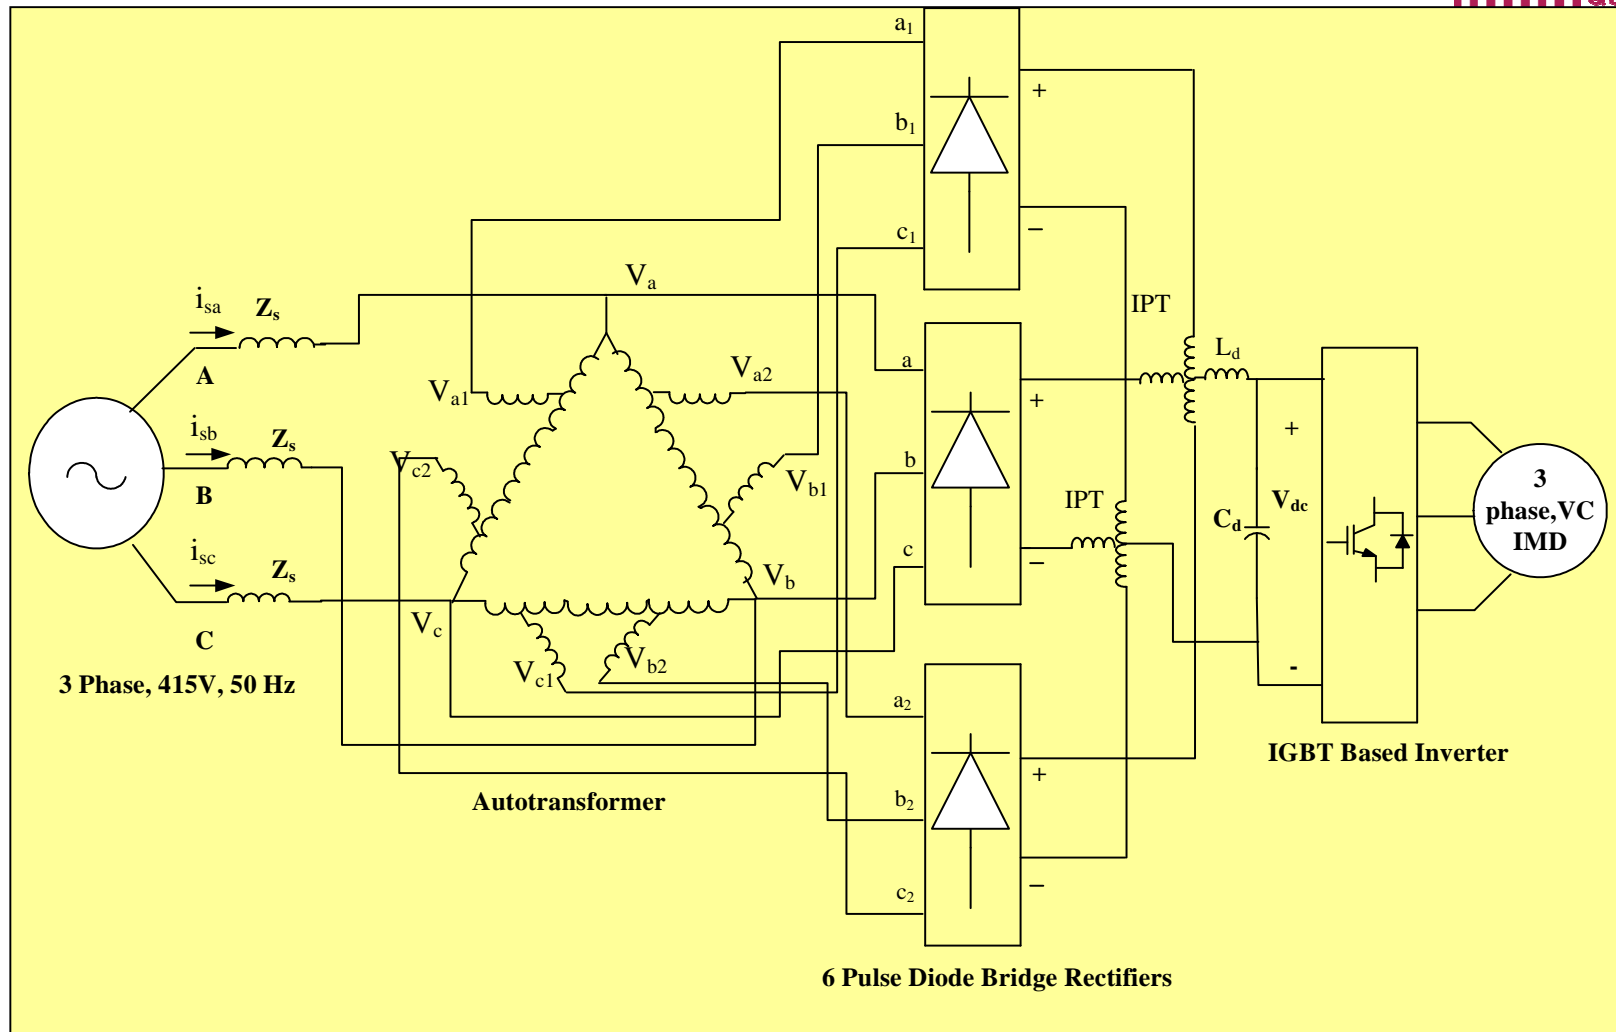 a1
b1
c1
+
−
Va
isa
Zs
A
Va1
Va2
IPT
Ld
a
+
isb
Zs
B
Vc2
Vb1
b
IPT
+
Vdc
Cd
3
phase,VC
IMD
isc
Zs
C
Vc
Vb
c
−
Vc1
Vb2
-
3 Phase, 415V, 50 Hz
a2
+
IGBT Based Inverter
Autotransformer
b2
c2
−
6 Pulse Diode Bridge Rectifiers